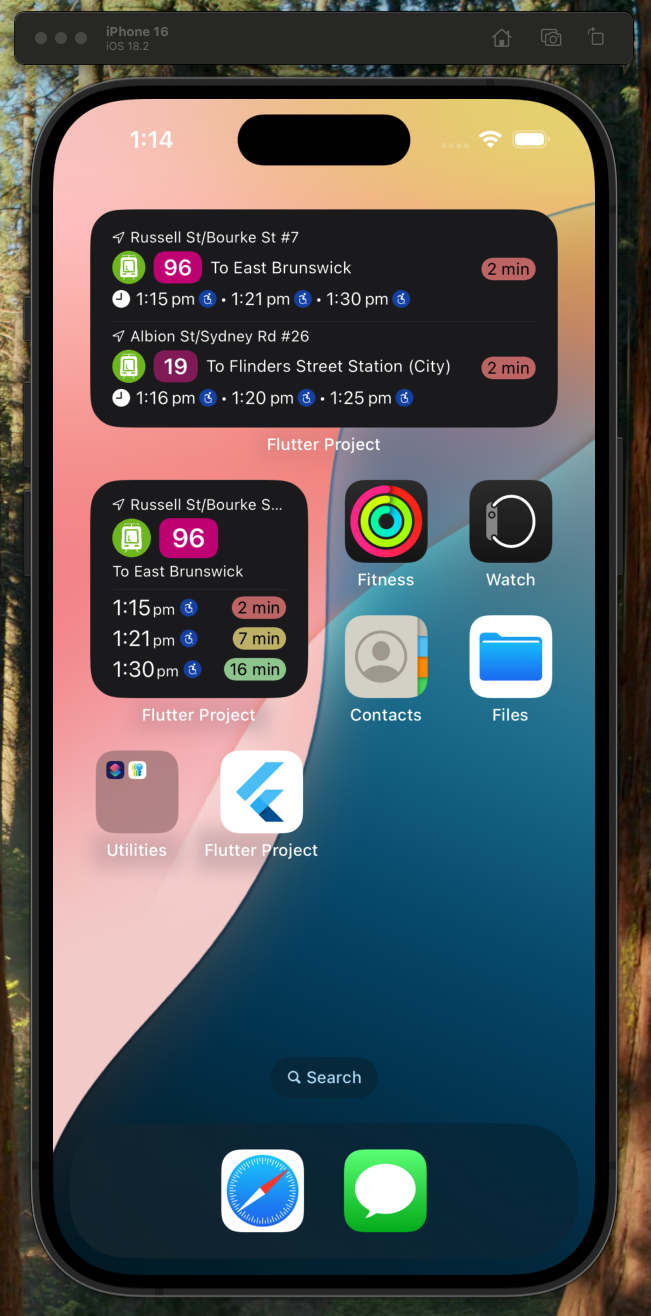 iPhone 16
iOS 18.2
1:14
Russell St/Bourke St #7
96 To East Brunswick 2 min
1:15 pm • 1:21 pm • 1:30 pm
Albion St/Sydney Rd #26
19 To Flinders Street Station (City) 2 min
1:16 pm • 1:20 pm • 1:25 pm
Flutter Project
Russell St/Bourke S...
96
To East Brunswick
1:15 pm 2 min
1:21 pm 7 min
1:30 pm 16 min
Flutter Project
Fitness
Watch
Contacts
Files
Utilities
Flutter Project
Search